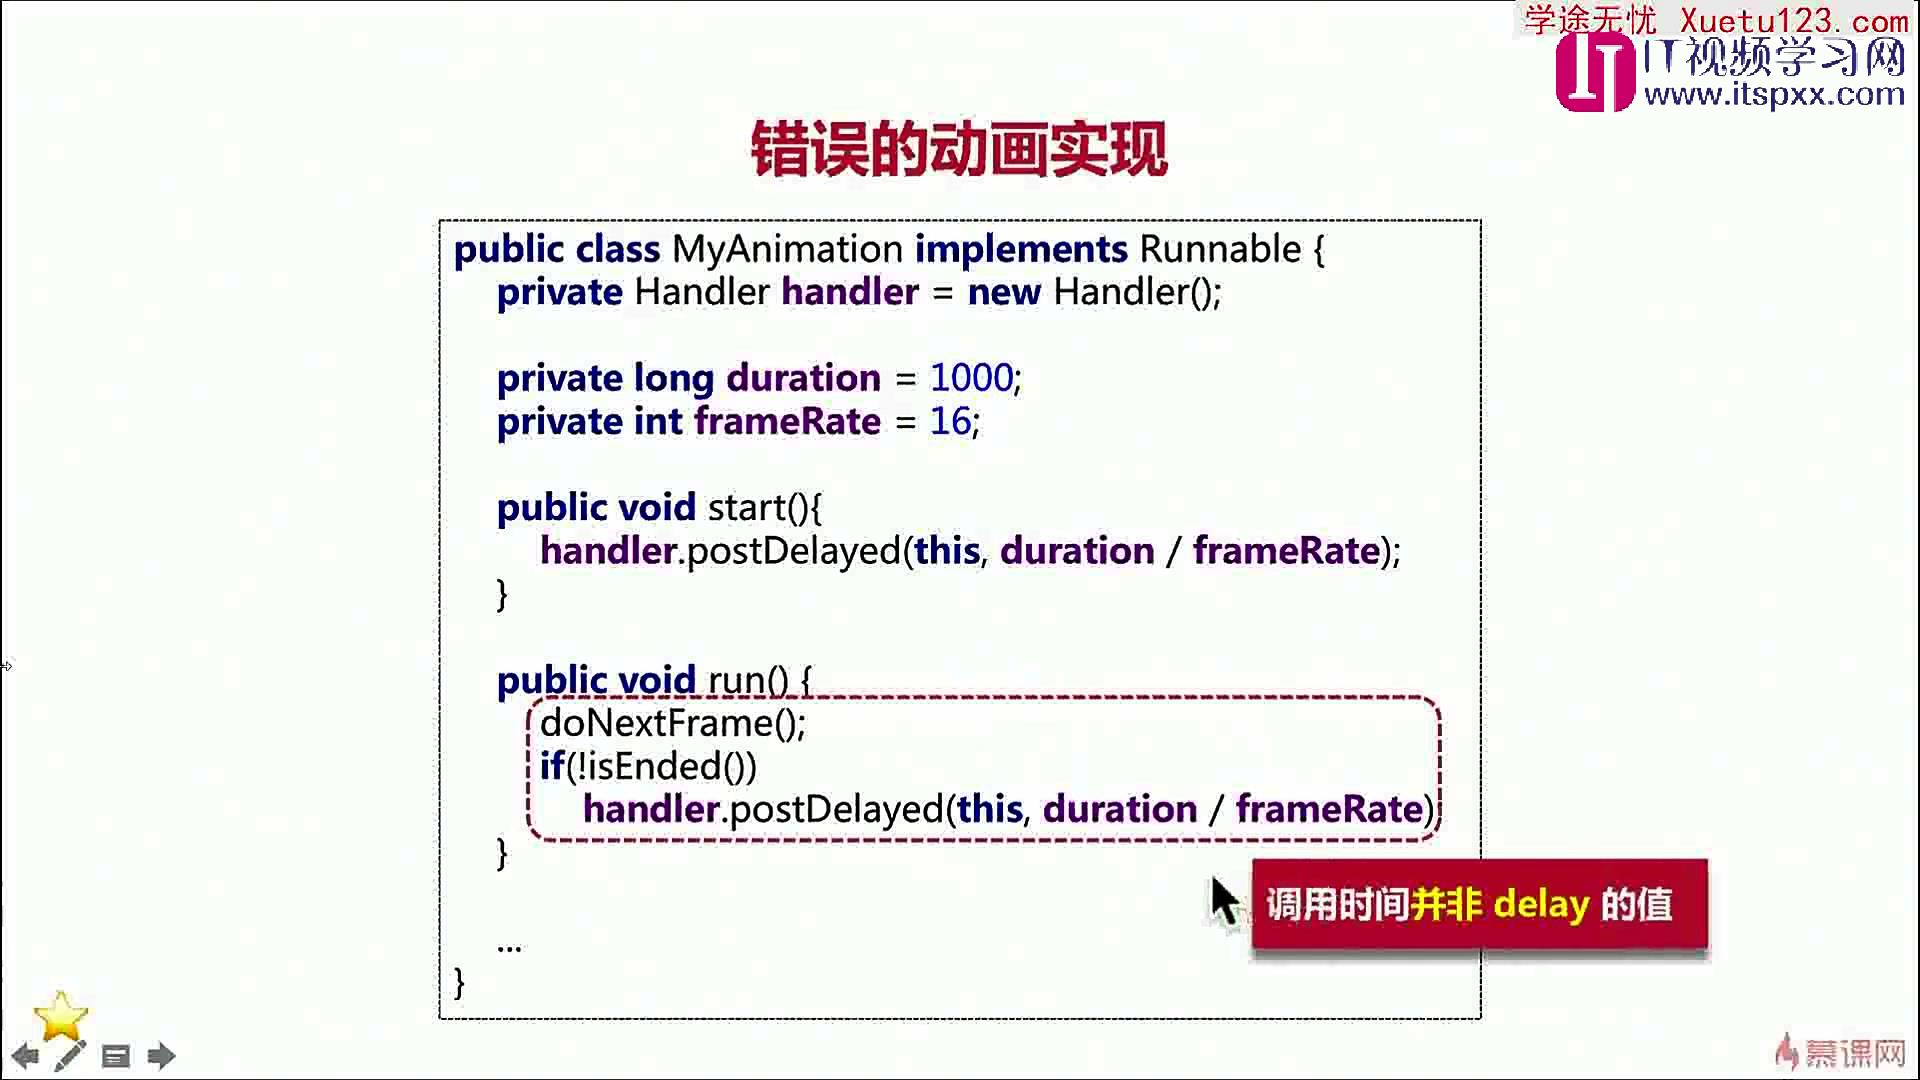 学途无忧 Xuetu123.com
IT视频学习网
www.itspxx.com
错误的动画实现
public class MyAnimation implements Runnable {
private Handler handler = new Handler();
private long duration = 1000;
private int frameRate = 16;
public void start(){
handler.postDelayed(this, duration / frameRate);
}
public void run() {
doNextFrame();
if(!isEnded())
handler.postDelayed(this, duration / frameRate);
}
调用时间并非 delay 的值
...
}
慕课网